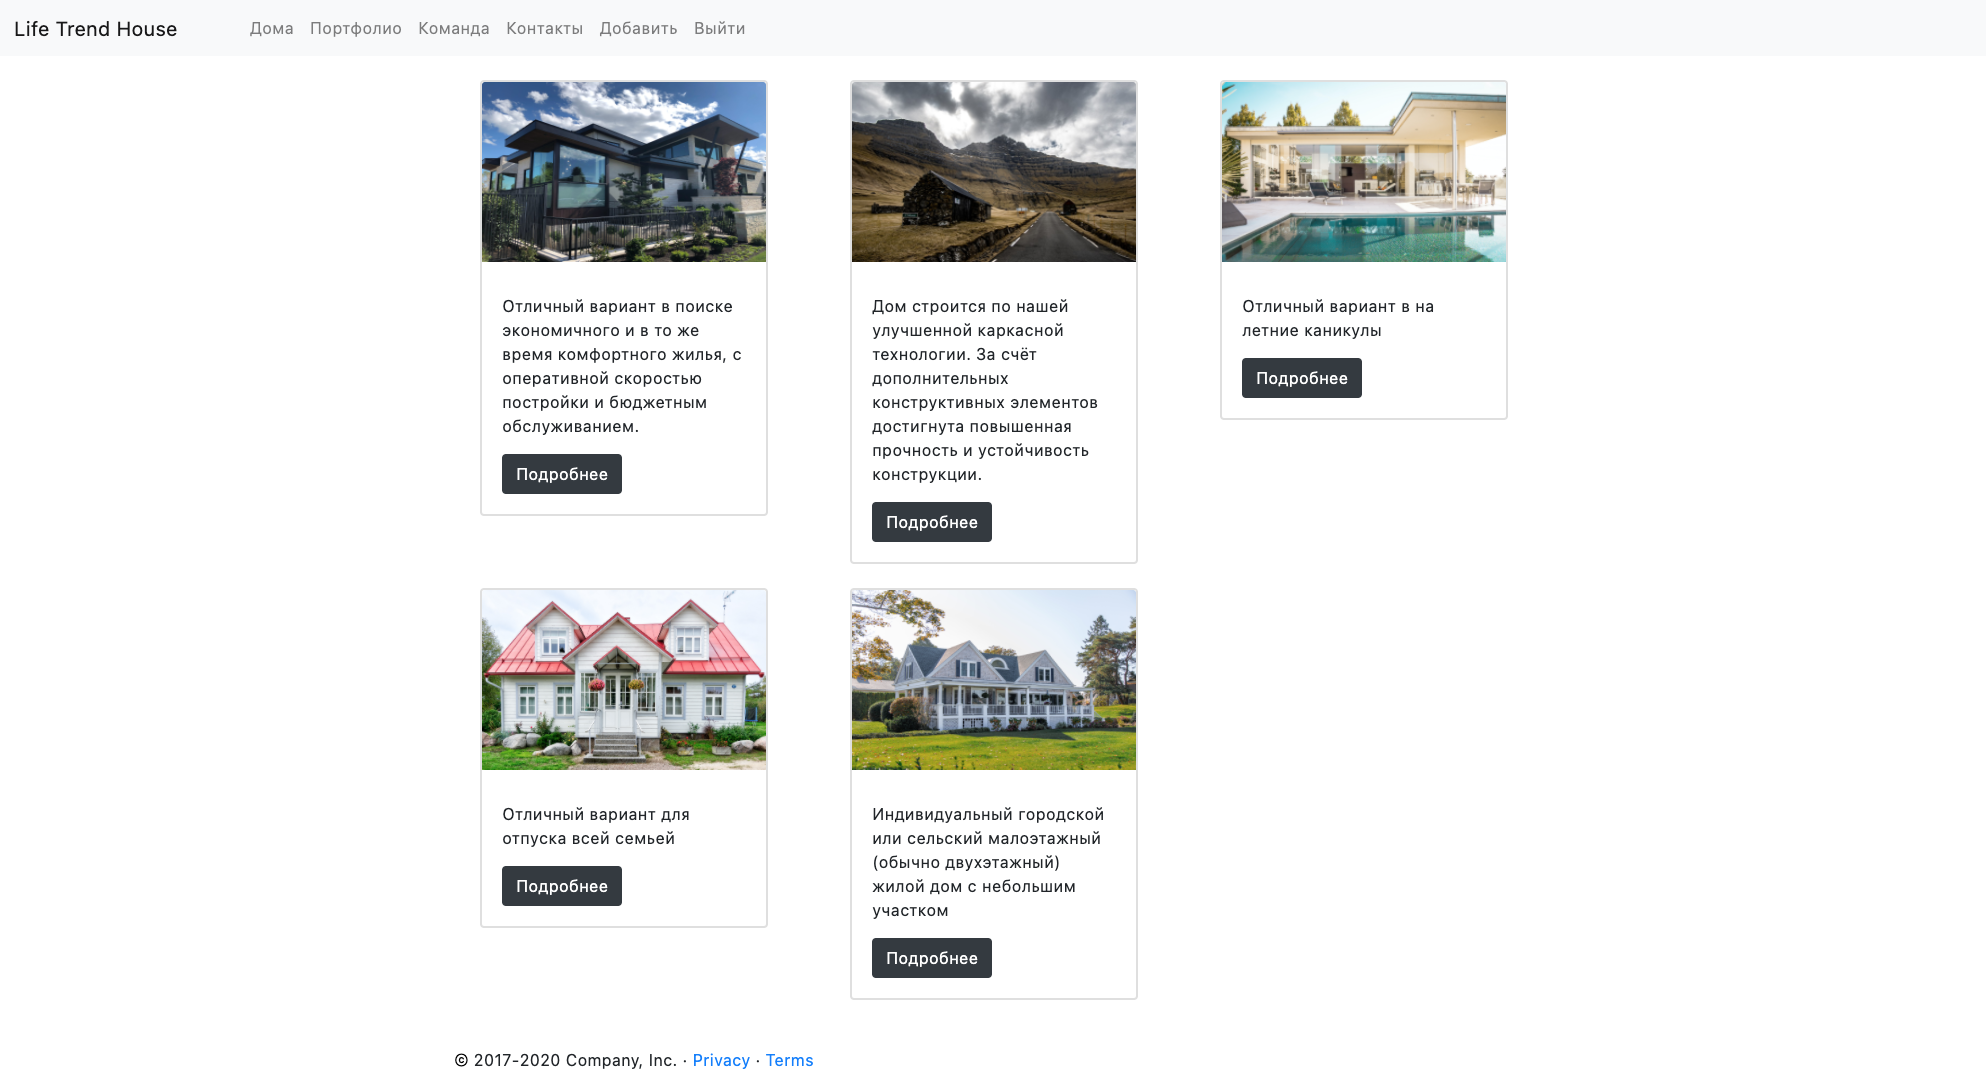 Life Trend House
Дома Портфолио Команда Контакты Добавить Выйти
Отличный вариант в поиске
экономичного и в то же
время комфортного жилья, с
оперативной скоростью
постройки и бюджетным
обслуживанием.
Подробнее
Дом строится по нашей
улучшенной каркасной
технологии. За счёт
дополнительных
конструктивных элементов
достигнута повышенная
прочность и устойчивость
конструкции.
Подробнее
Отличный вариант в на
летние каникулы
Подробнее
Отличный вариант для
отпуска всей семьей
Подробнее
Индивидуальный городской
или сельский малоэтажный
(обычно двухэтажный)
жилой дом с небольшим
участком
Подробнее
© 2017-2020 Company, Inc. · Privacy · Terms